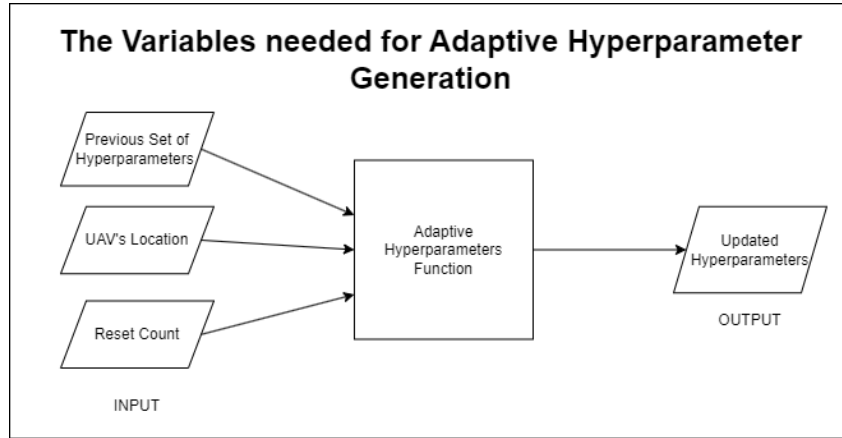 The Variables needed for Adaptive Hyperparameter
Generation
Previous Set of
Hyperparameters
UAV's Location
Reset Count
INPUT
Adaptive
Hyperparameters
Function
Updated
Hyperparameters
OUTPUT